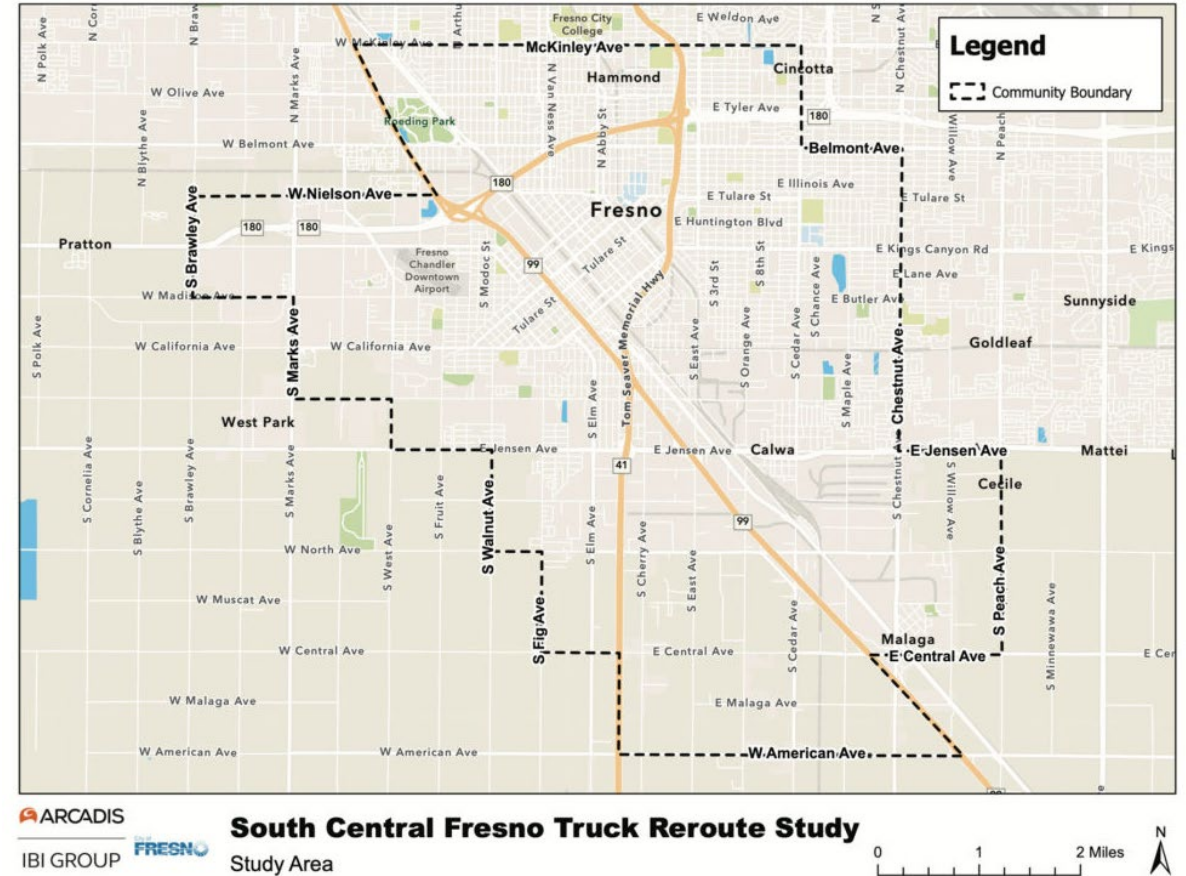 N Polk Ave
N Cor
N Braw
N Marks Ave
W McKinley Ave
N Arthu
Fresno City
College
E Weldon Ave
N S
N Chestnut Av
McKinley Ave
Hammond
Cincotta
Legend
Community Boundary
W Olive Ave
N Blythe Ave
Roeding Park
N Van Ness Ave
N Abby St
E Tyler Ave
180
Willow Ave
N Peach
W Belmont Ave
Belmont Ave
180
W Nielson Ave
S Brawley Ave
E Illinois Ave
E Tulare St
E Tulare St
Fresno
E Huntington Blvd
180
180
Pratton
Fresno
Chandler
Downtown
Airport
S Modoc St
99
Tulare St
Tulare St
S 3rd St
S 8th St
S Chance Ave
E Kings Canyon Rd
E Kings
E Lane Ave
E Butler Ave
Sunnyside
W Madison Ave
S Polk Ave
W California Ave
W California Ave
S Marks Ave
Tom Seaver Memorial Hwy
S East Ave
S Orange Ave
S Cedar Ave
S Maple Ave
Chestnut Ave
Goldleaf
West Park
S Elm Ave
S Cornelia Ave
S Blythe Ave
S Brawley Ave
S Marks Ave
E Jensen Ave
E Jensen Ave
Calwa
E Jensen Ave
Mattei
L
41
Cecile
S Chestnut Ave
S Willow Ave
S Fruit Ave
S Walnut Ave
S West Ave
S Elm Ave
S Cherry Ave
S East Ave
99
W North Ave
W Muscat Ave
S Fig Ave
S Cedar Ave
S Peach Ave
S Minnewawa Ave
Malaga
W Central Ave
E Central Ave
E Central Ave
E Cer
W Malaga Ave
E Malaga Ave
W American Ave
W American Ave
W American Ave
99
ARCADIS
IBI GROUP
City of
FRESNO
South Central Fresno Truck Reroute Study
Study Area
0 1 2 Miles
N